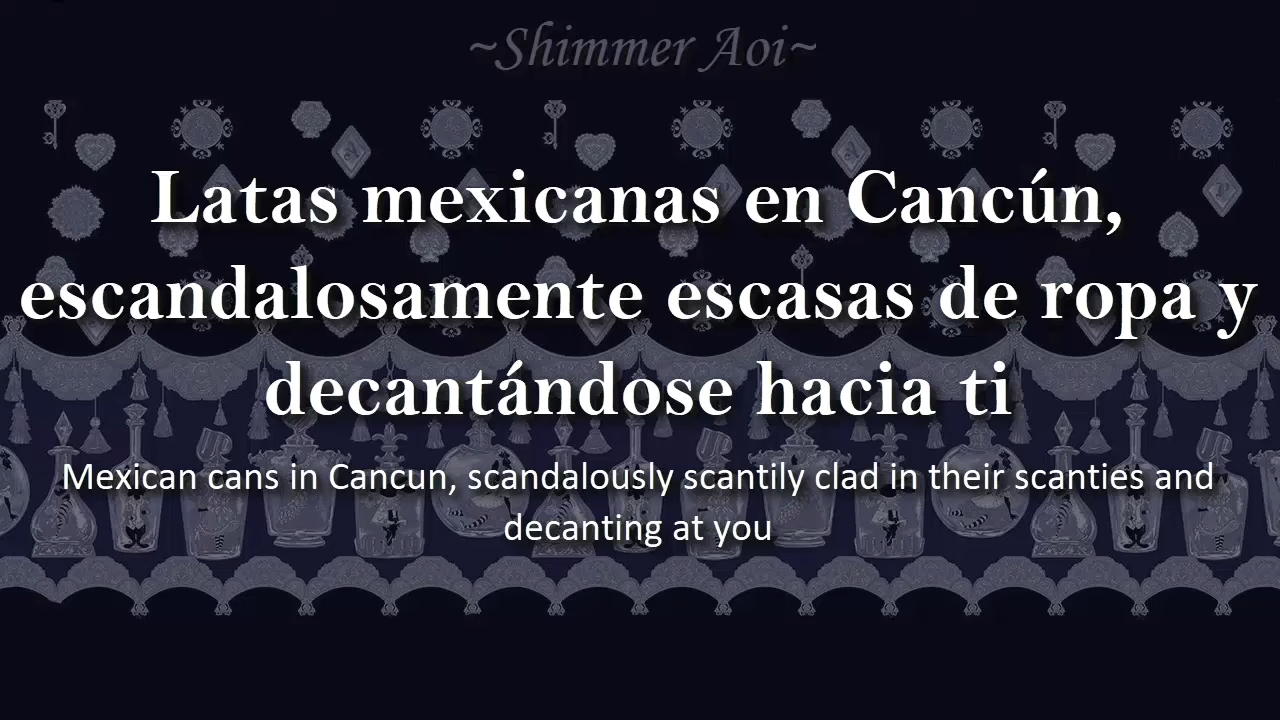 ~Shimmer Aoi~
Latas mexicanas en Cancún,
escandalosamente escasas de ropa y
decantándose hacia ti
Mexican cans in Cancun, scandalously scantily clad in their scanties and
decanting at you